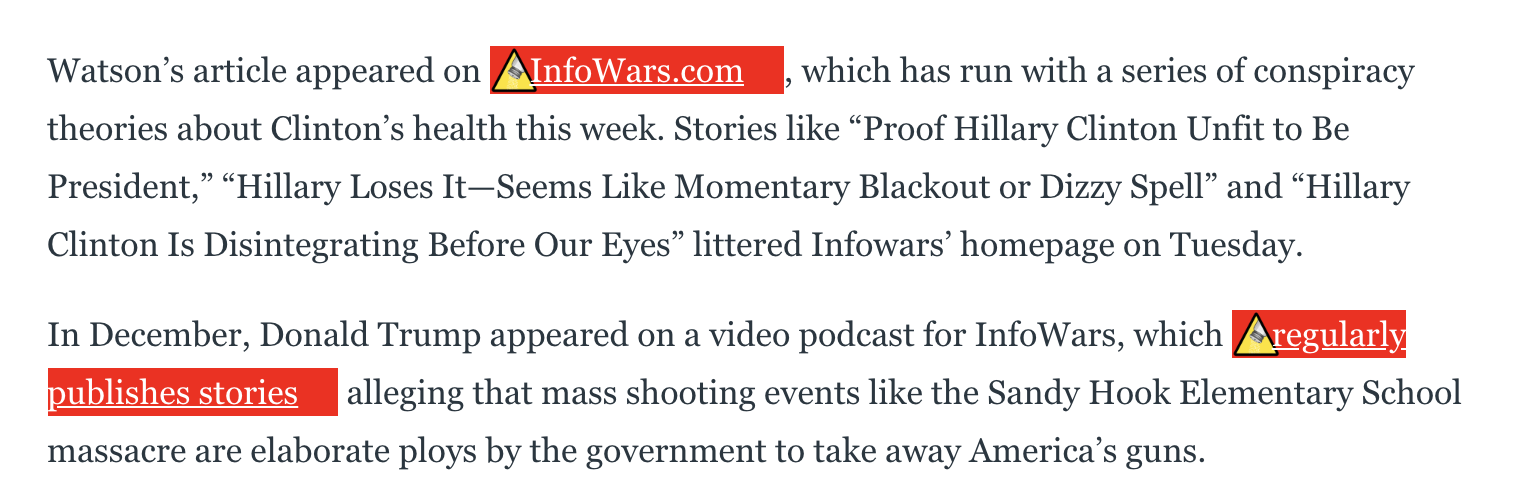 Watson’s article appeared on InfoWars.com, which has run with a series of conspiracy
theories about Clinton’s health this week. Stories like “Proof Hillary Clinton Unfit to Be
President,” “Hillary Loses It—Seems Like Momentary Blackout or Dizzy Spell” and “Hillary
Clinton Is Disintegrating Before Our Eyes” littered Infowars’ homepage on Tuesday.
In December, Donald Trump appeared on a video podcast for InfoWars, which regularly
publishes stories alleging that mass shooting events like the Sandy Hook Elementary School
massacre are elaborate ploys by the government to take away America’s guns.